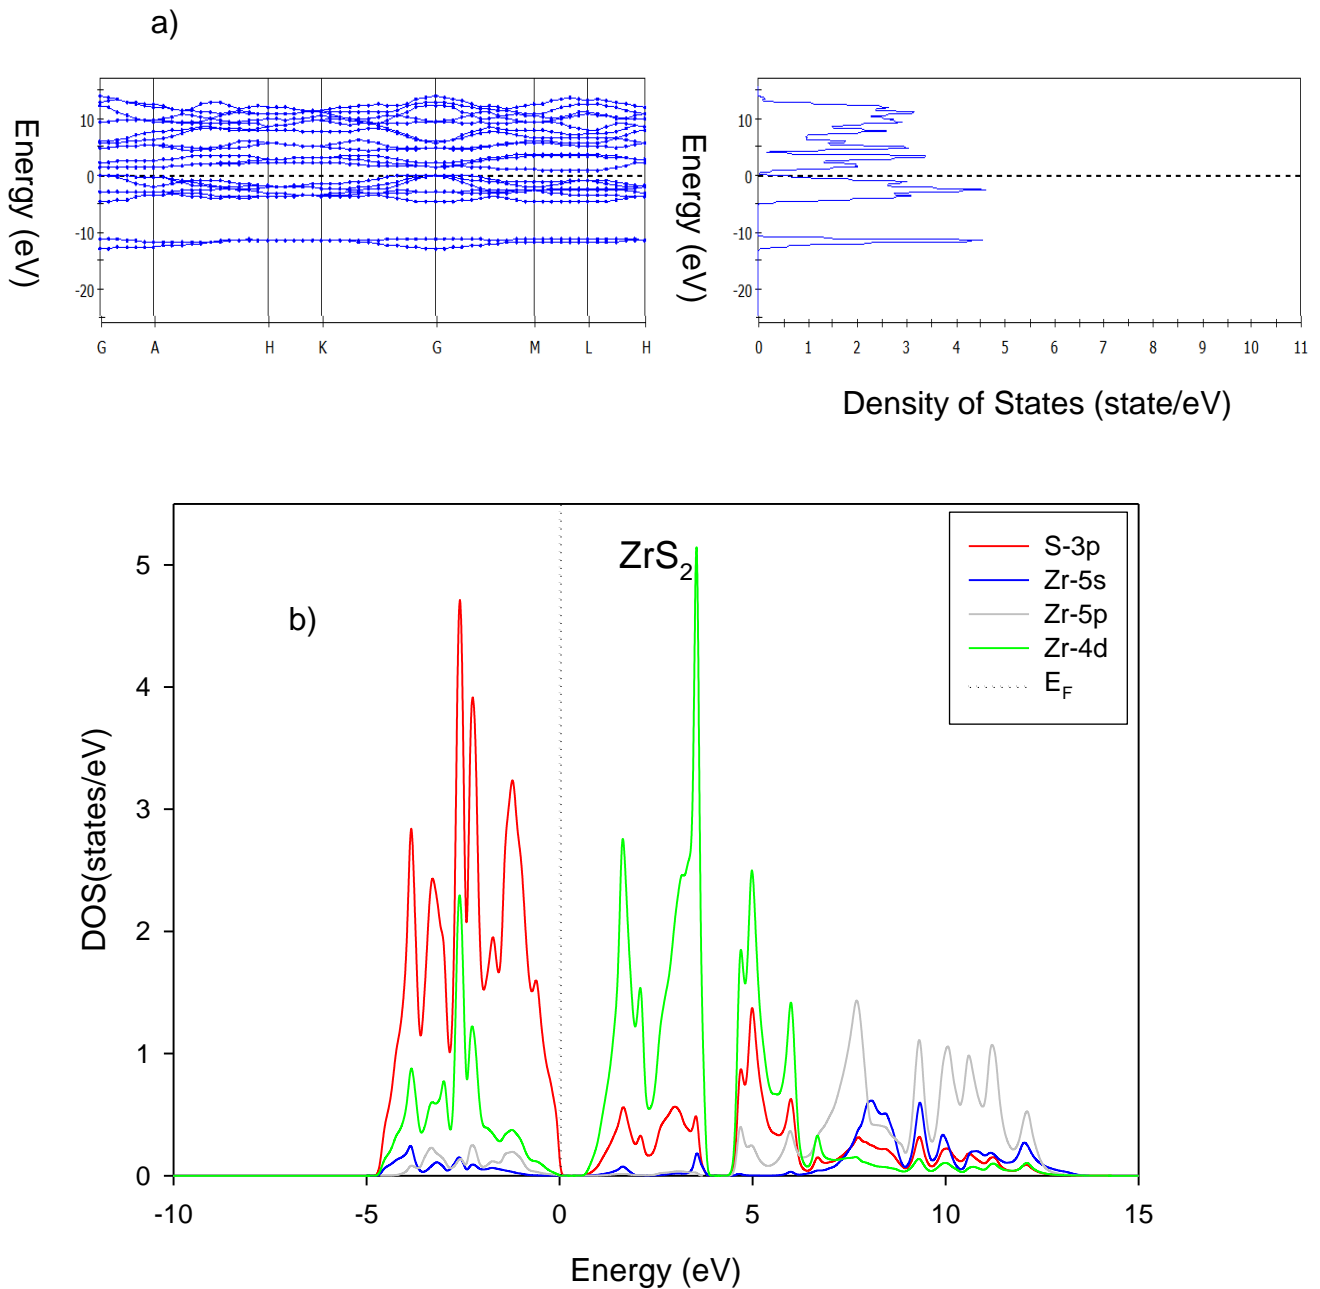 a)
Energy (eV)
10
0
-10
-20
G A H K G M L H
Energy (eV)
10
0
-10
-20
0 1 2 3 4 5 6 7 8 9 10 11
Density of States (state/eV)
ZrS2
b)
S-3p
Zr-5s
Zr-5p
Zr-4d
EF
DOS(states/eV)
5
4
3
2
1
0
-10 -5 0 5 10 15
Energy (eV)